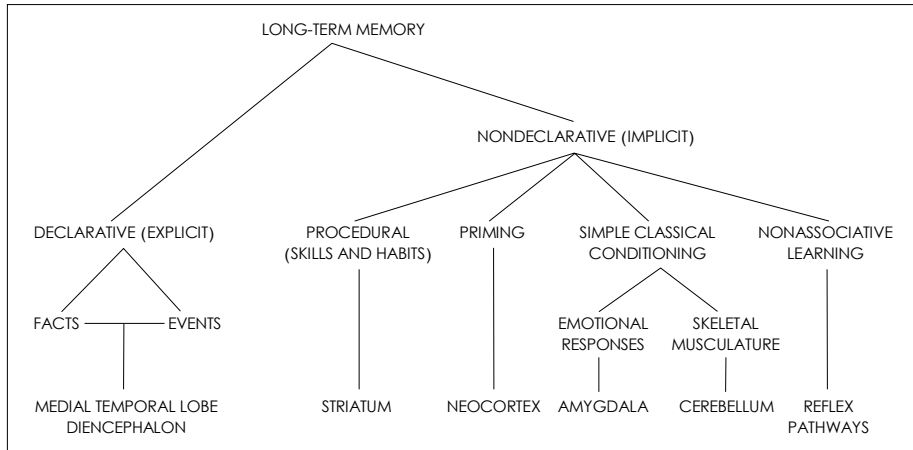 LONG-TERM MEMORY
NONDECLARATIVE (IMPLICIT)
DECLARATIVE (EXPLICIT)
PROCEDURAL
(SKILLS AND HABITS)
PRIMING
SIMPLE CLASSICAL
CONDITIONING
NONASSOCIATIVE
LEARNING
FACTS
EVENTS
EMOTIONAL
RESPONSES
SKELETAL
MUSCULATURE
MEDIAL TEMPORAL LOBE
DIENCEPHALON
STRIATUM
NEOCORTEX
AMYGDALA
CEREBELLUM
REFLEX
PATHWAYS